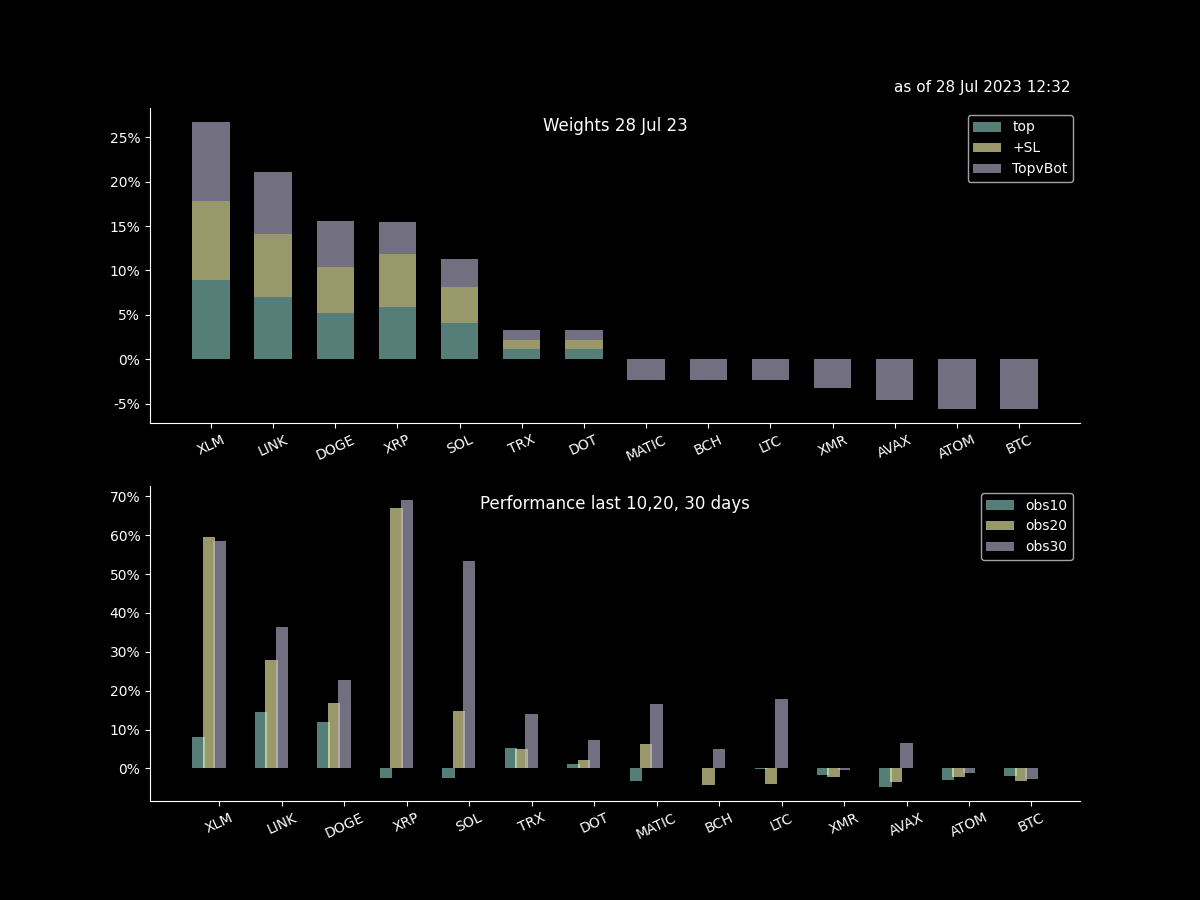 as of 28 Jul 2023 12:32
Weights 28 Jul 23
top
+SL
TopvBot
25%
20%
15%
10%
5%
0%
-5%
XLM LINK DOGE XRP SOL TRX DOT MATIC BCH LTC XMR AVAX ATOM BTC
Performance last 10,20, 30 days
obs10
obs20
obs30
70%
60%
50%
40%
30%
20%
10%
0%
XLM LINK DOGE XRP SOL TRX DOT MATIC BCH LTC XMR AVAX ATOM BTC